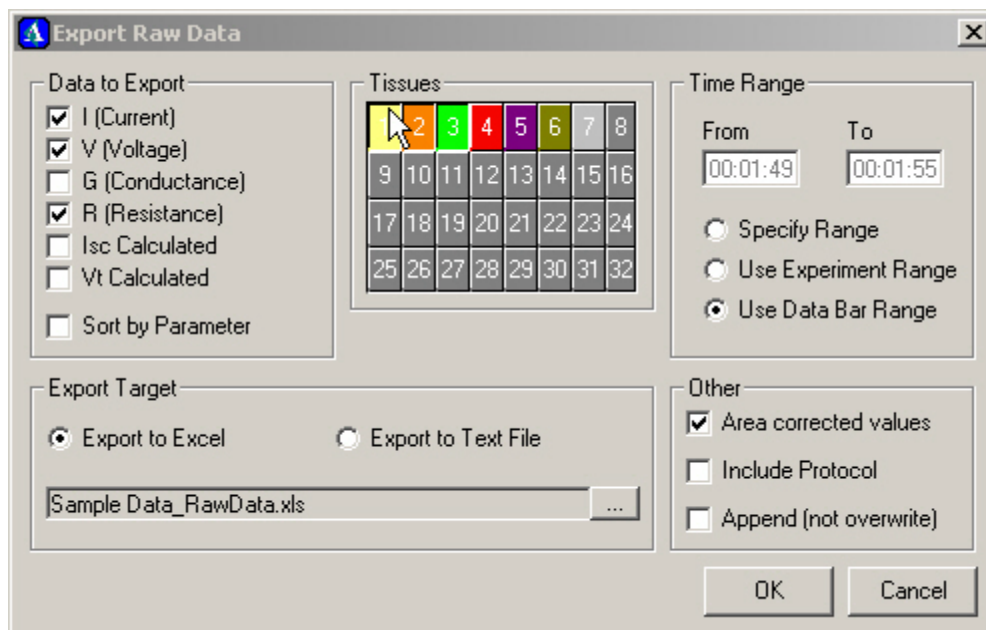 Export Raw Data
Data to Export
I (Current)
V (Voltage)
G (Conductance)
R (Resistance)
Isc Calculated
Vt Calculated
Sort by Parameter
Tissues
1 2 3 4 5 6 7 8
9 10 11 12 13 14 15 16
17 18 19 20 21 22 23 24
25 26 27 28 29 30 31 32
Time Range
From To
00:01:49 00:01:55
Specify Range
Use Experiment Range
Use Data Bar Range
Export Target
Export to Excel Export to Text File
Sample Data_RawData.xls ...
Other
Area corrected values
Include Protocol
Append (not overwrite)
OK Cancel